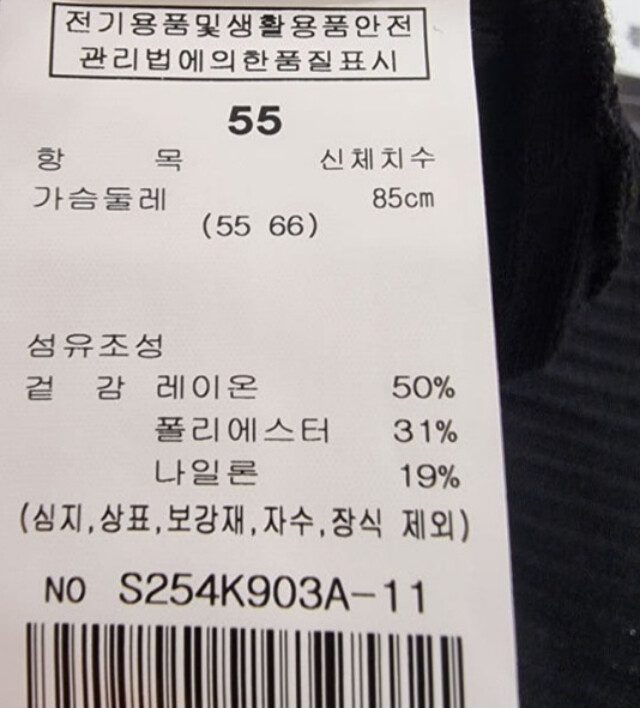 전기용품및생활용품안전
관리법에의한품질표시
55
항 목 신체치수
가슴둘레 85cm
(55 66)
섬유조성
겉 감 레이온 50%
폴리에스터 31%
나일론 19%
(심지,상표,보강재,자수,장식 제외)
NO S254K903A-11